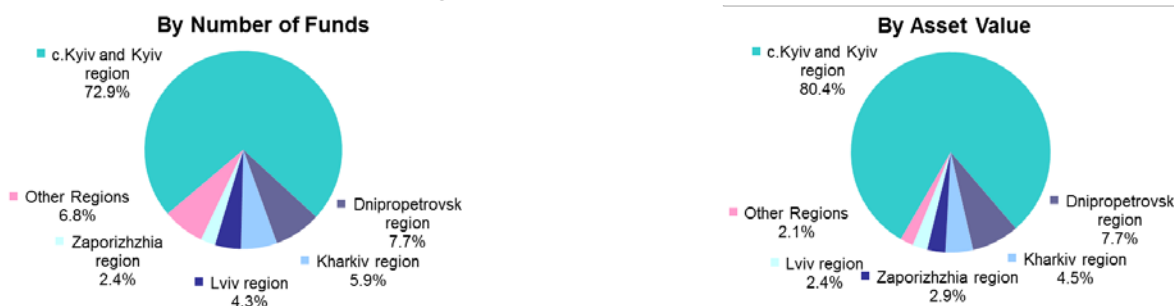 By Number of Funds
c.Kyiv and Kyiv
region
72.9%
Other Regions
6.8%
Zaporizhzhia
region
2.4%
Lviv region
4.3%
Kharkiv region
5.9%
Dnipropetrovsk
region
7.7%
By Asset Value
c.Kyiv and Kyiv
region
80.4%
Other Regions
2.1%
Lviv region
2.4%
Zaporizhzhia region
2.9%
Kharkiv region
4.5%
Dnipropetrovsk
region
7.7%